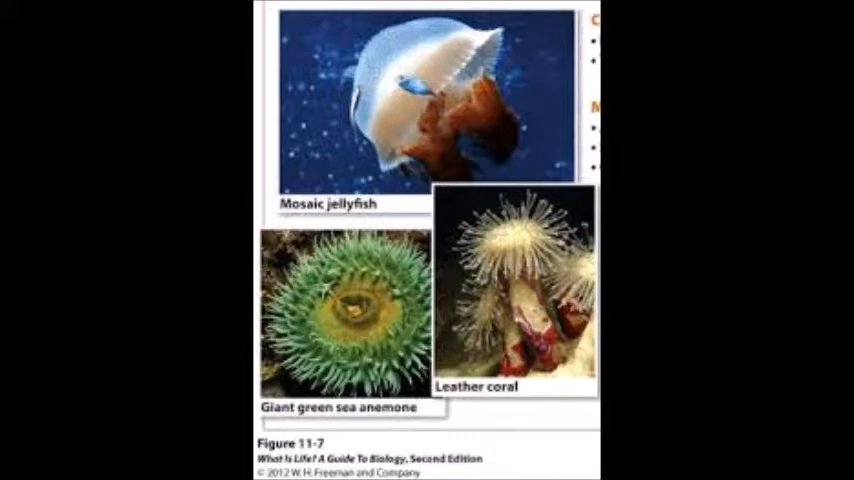 Mosaic jellyfish
Leather coral
Giant green sea anemone
Figure 11-7
What Is Life? A Guide To Biology, Second Edition
© 2012 W. H. Freeman and Company